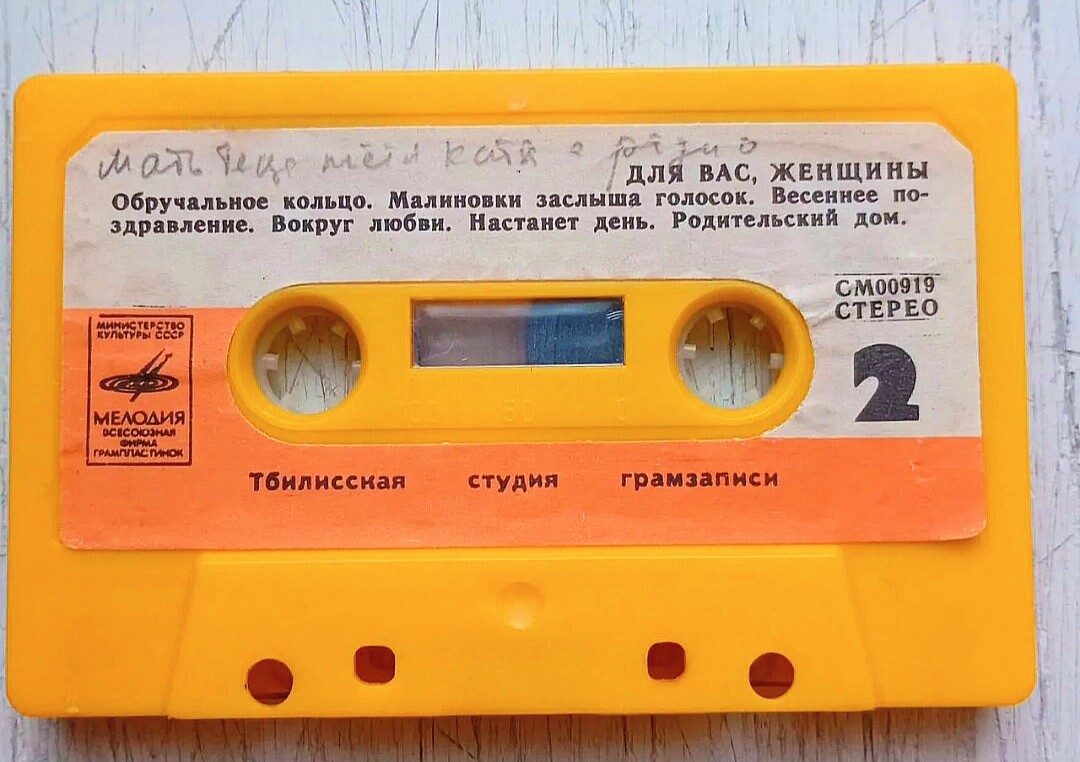 Мать
ДЛЯ ВАС, ЖЕНЩИНЫ
Обручальное кольцо. Малиновки заслыша голосок. Весеннее по-
здравление. Вокруг любви. Настанет день. Родительский дом.
СМ00919
СТЕРЕО
2
МИНИСТЕРСТВО
КУЛЬТУРЫ СССР
МЕЛОДИЯ
ВСЕСОЮЗНАЯ
ФИРМА
ГРАМПЛАСТИНОК
Тбилисская студия грамзаписи